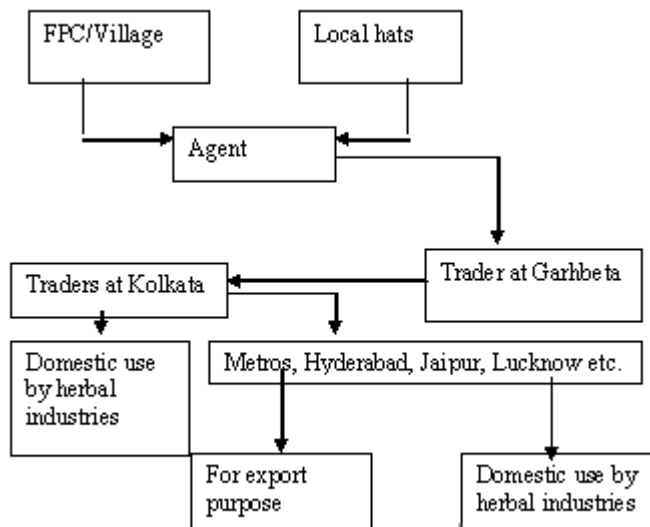 FPC/Village
Local hats
Agent
Trader at Garhbeta
Traders at Kolkata
Domestic use
by herbal
industries
Metros, Hyderabad, Jaipur, Lucknow etc.
For export
purpose
Domestic use by
herbal industries